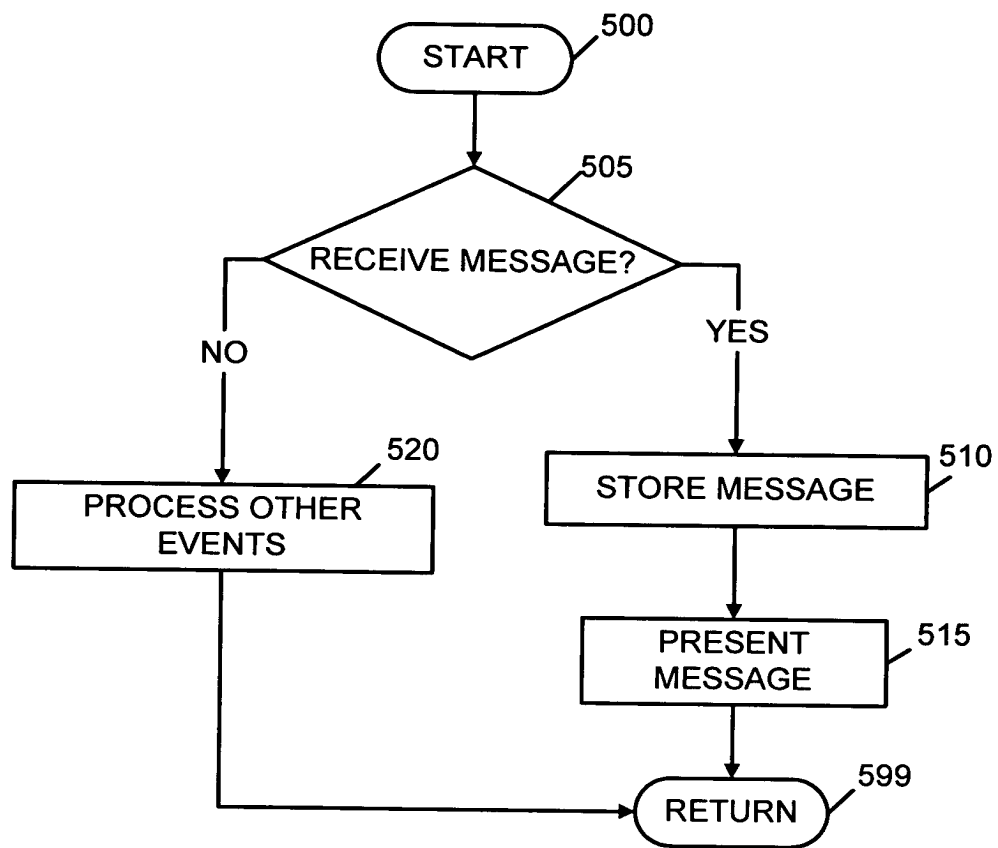 500
START
505
RECEIVE MESSAGE?
NO
YES
520
PROCESS OTHER
EVENTS
510
STORE MESSAGE
515
PRESENT
MESSAGE
599
RETURN